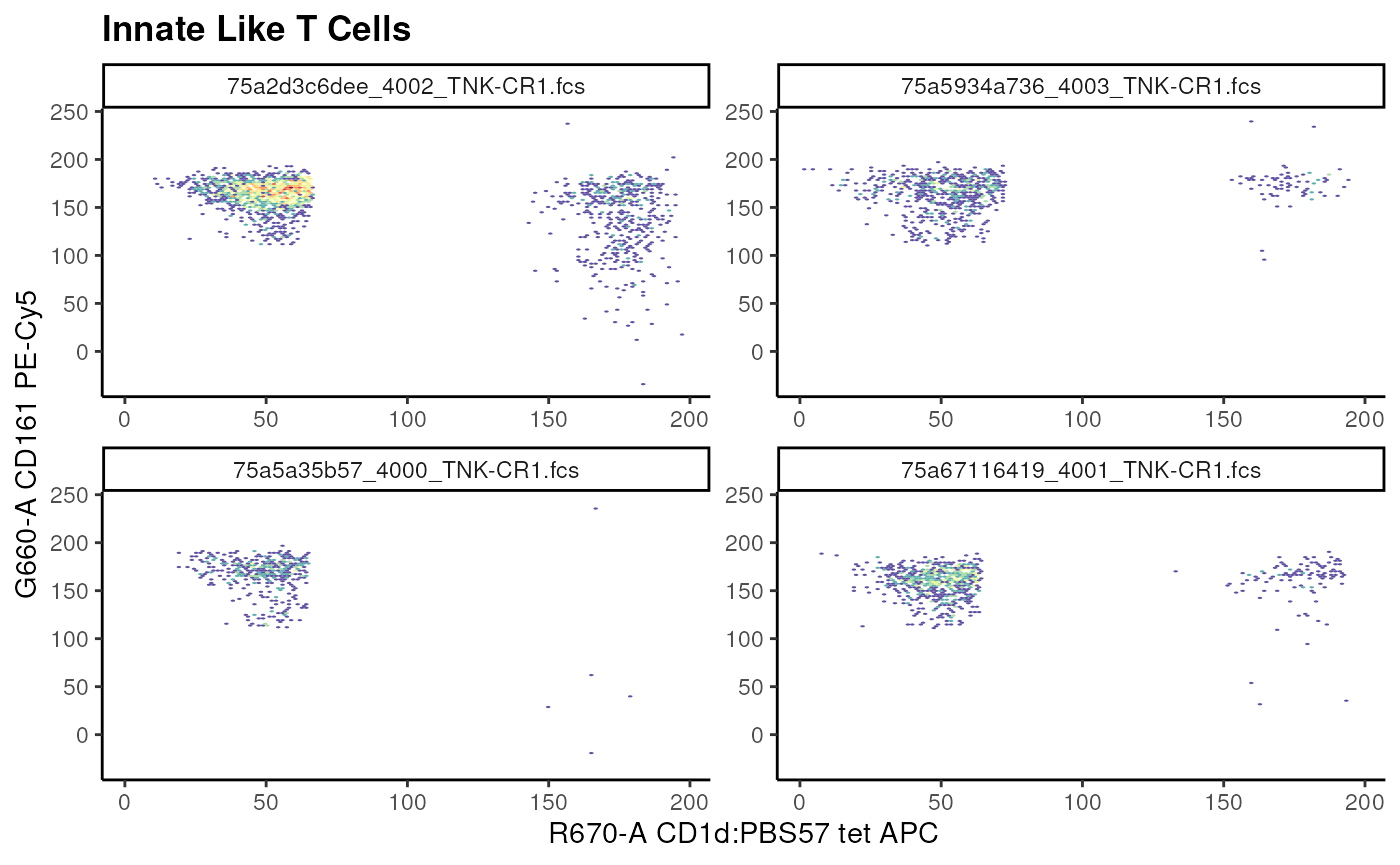 Innate Like T Cells
75a2d3c6dee_4002_TNK-CR1.fcs
75a5934a736_4003_TNK-CR1.fcs
250
200
150
100
50
0
250
200
150
100
50
0
0 50 100 150 200
0 50 100 150 200
75a5a35b57_4000_TNK-CR1.fcs
75a67116419_4001_TNK-CR1.fcs
250
200
150
100
50
0
250
200
150
100
50
0
0 50 100 150 200
0 50 100 150 200
G660-A CD161 PE-Cy5
R670-A CD1d:PBS57 tet APC